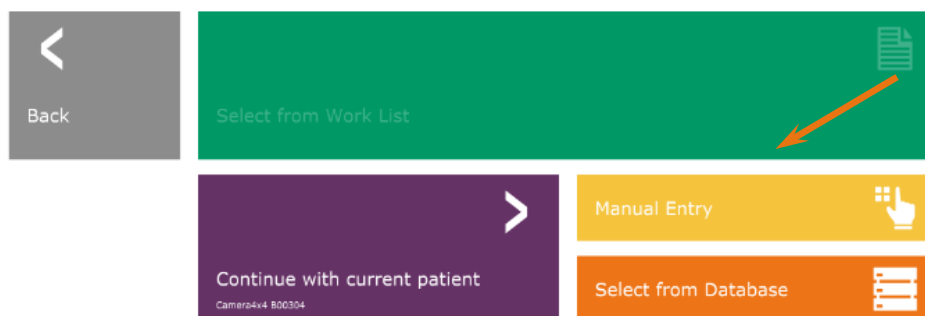 Back
Select from Work List
Manual Entry
Continue with current patient
Camera4x4 B00304
Select from Database